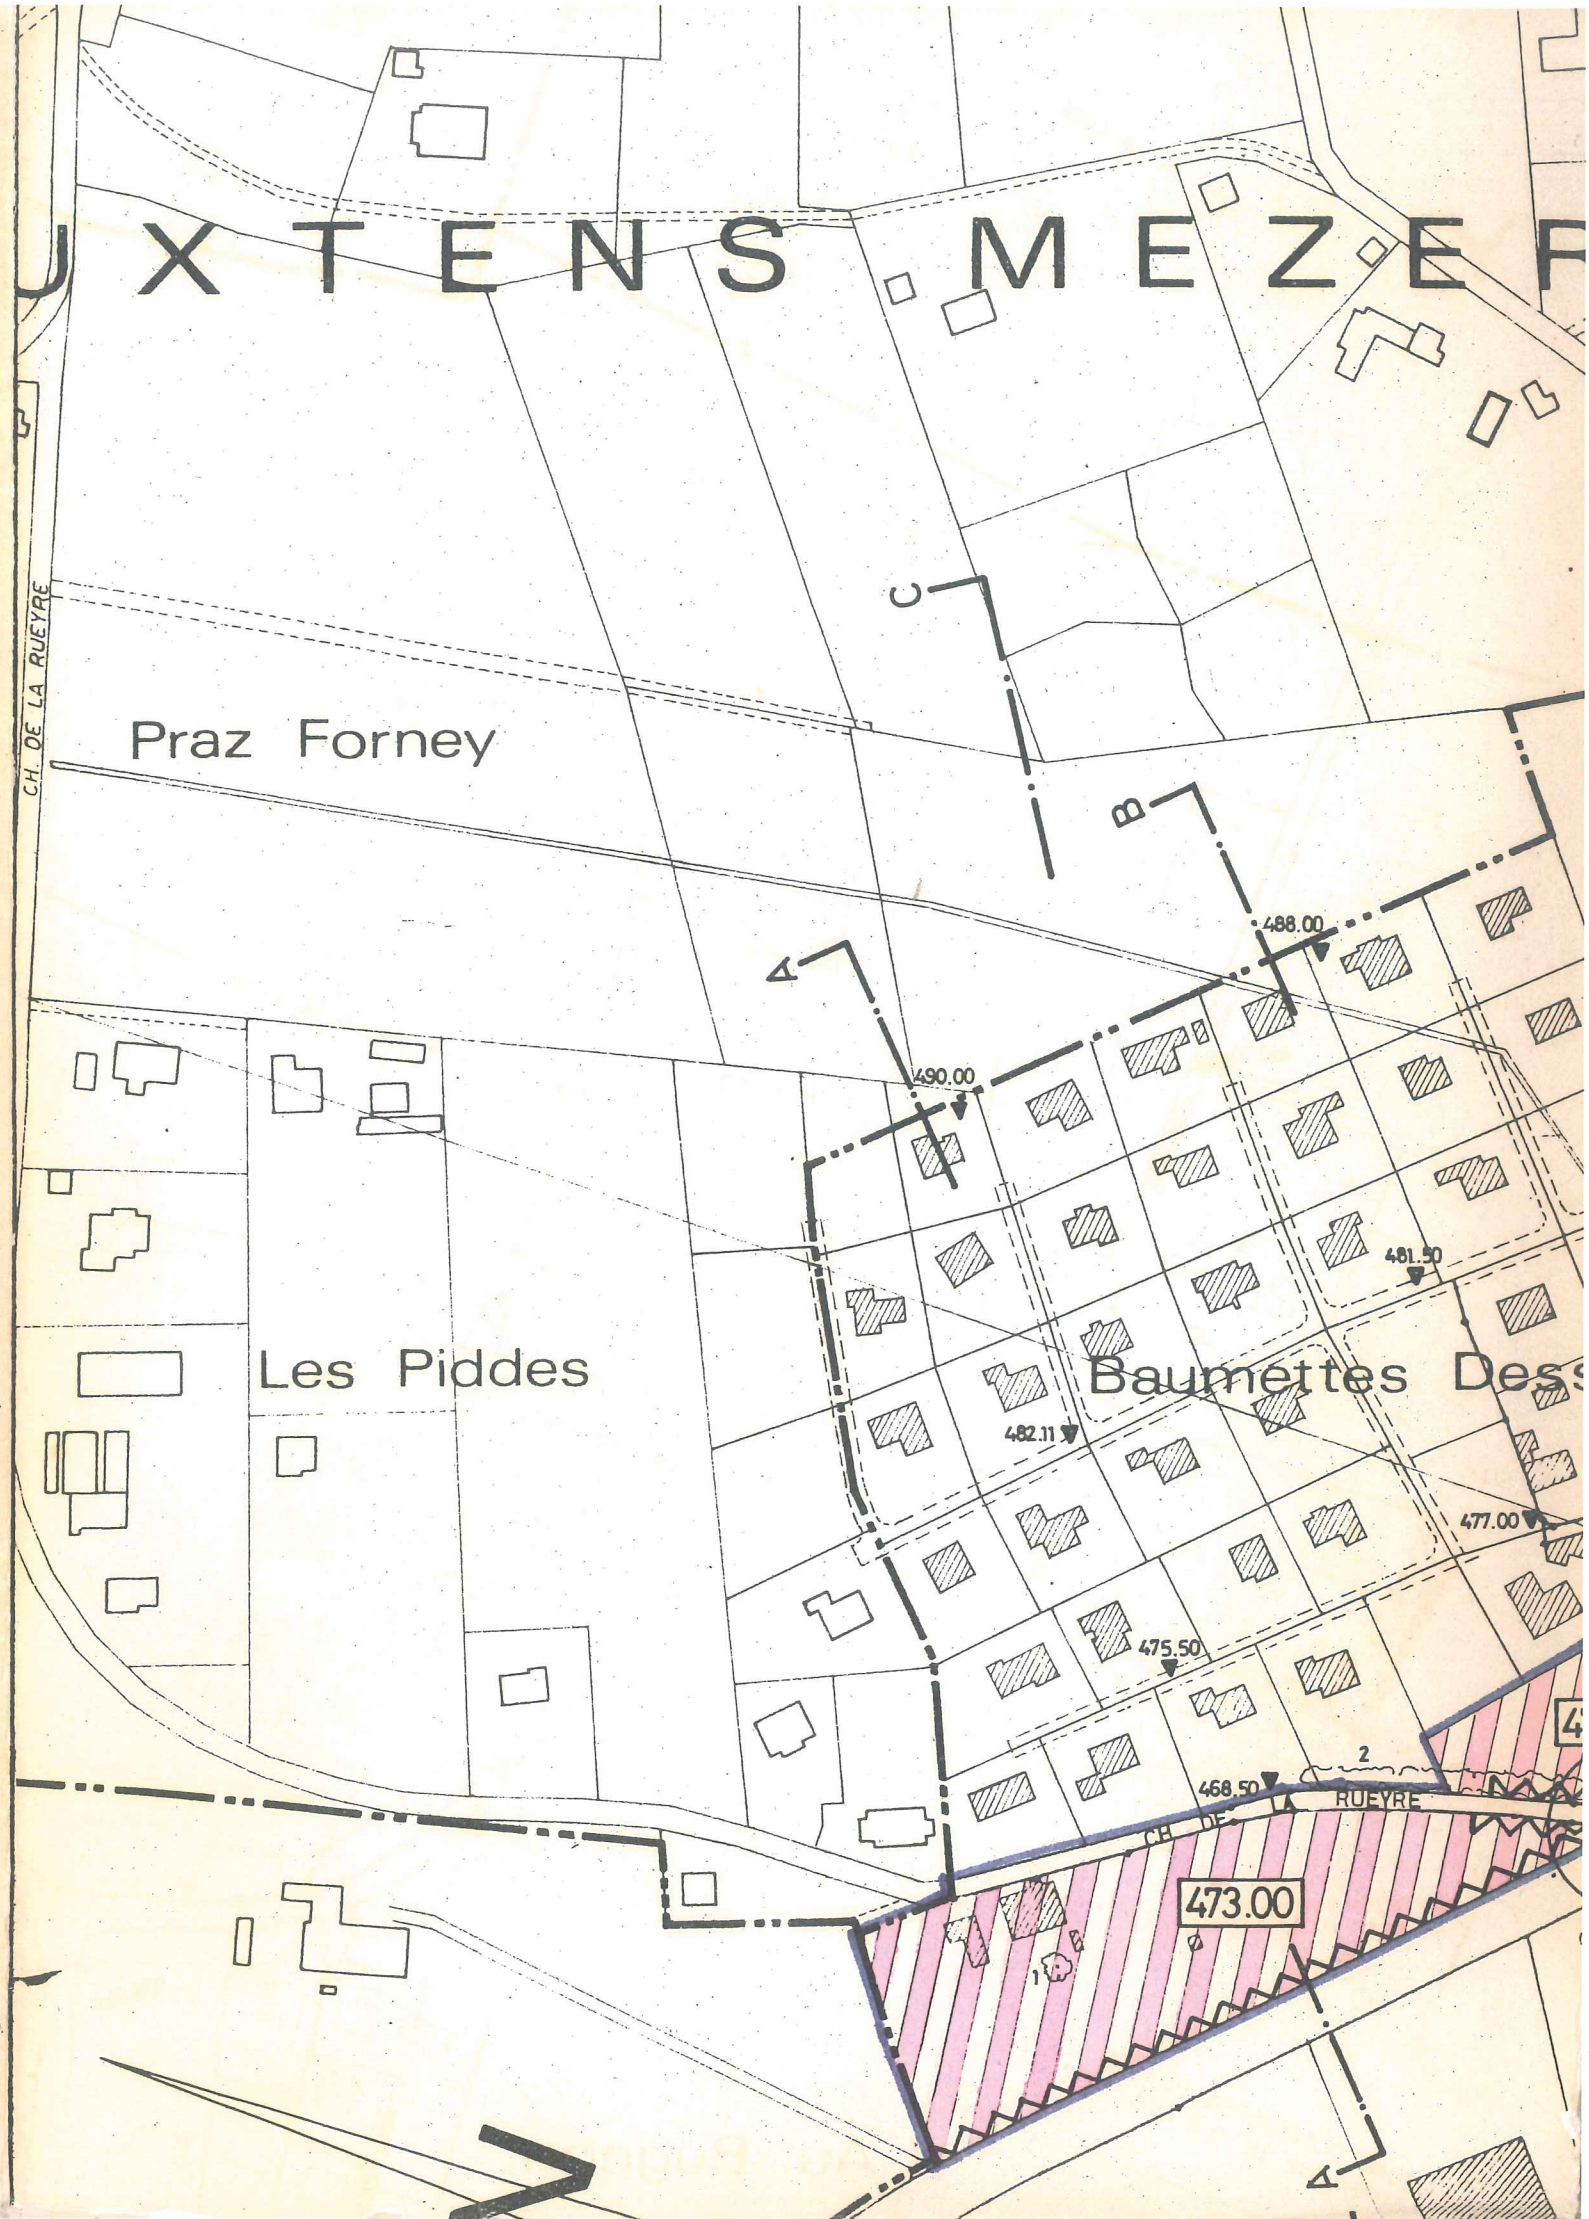 UXTENS MEZER
C
CH. DE LA RUEYRE
Praz Forney
B
488.00
A
490.00
481.50
Les Piddes
Baumettes Dess
482.11
477.00
475.50
2
468.50
CH. DE LA RUEYRE
473.00
1
A